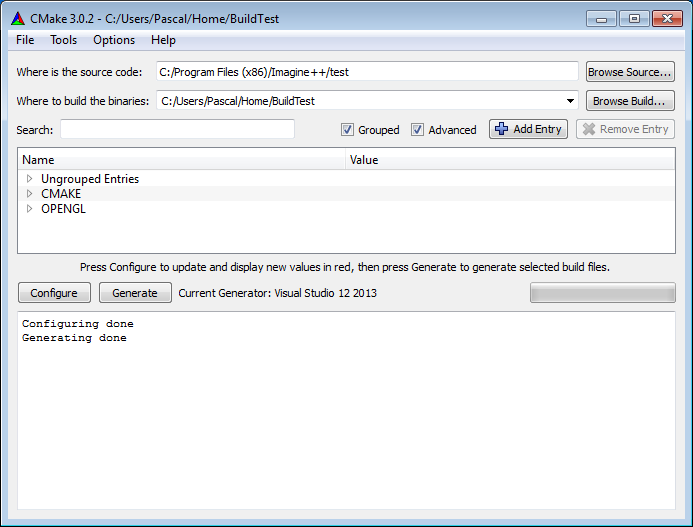 CMake 3.0.2 - C:/Users/Pascal/Home/BuildTest
File Tools Options Help
Where is the source code: C:/Program Files (x86)/Imagine++/test Browse Source...
Where to build the binaries: C:/Users/Pascal/Home/BuildTest Browse Build...
Search: Grouped Advanced Add Entry Remove Entry
Name Value
Ungrouped Entries
CMAKE
OPENGL
Press Configure to update and display new values in red, then press Generate to generate selected build files.
Configure Generate Current Generator: Visual Studio 12 2013
Configuring done
Generating done